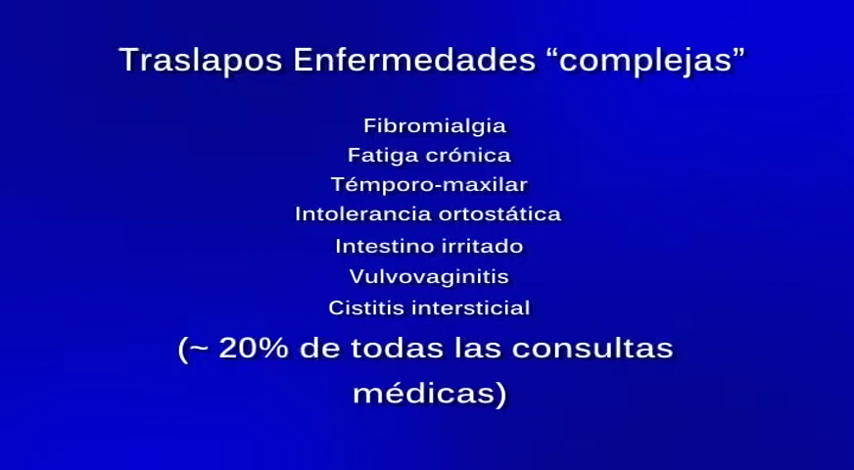 Traslapos Enfermedades “complejas”
Fibromialgia
Fatiga crónica
Témporo-maxilar
Intolerancia ortostática
Intestino irritado
Vulvovaginitis
Cistitis intersticial
(~ 20% de todas las consultas
médicas)